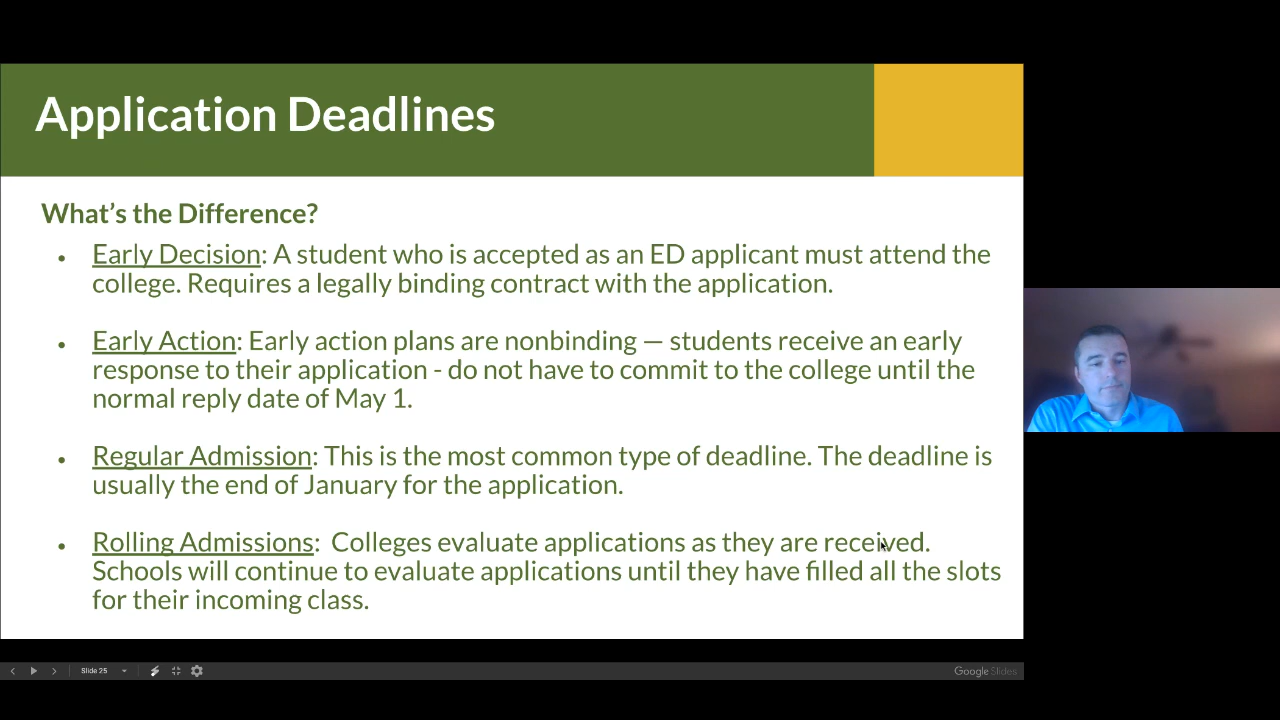 Application Deadlines
What's the Difference?
• Early Decision: A student who is accepted as an ED applicant must attend the
college. Requires a legally binding contract with the application.
• Early Action: Early action plans are nonbinding — students receive an early
response to their application - do not have to commit to the college until the
normal reply date of May 1.
• Regular Admission: This is the most common type of deadline. The deadline is
usually the end of January for the application.
• Rolling Admissions:  Colleges evaluate applications as they are received.
Schools will continue to evaluate applications until they have filled all the slots
for their incoming class.
Slide 25
Google Slides